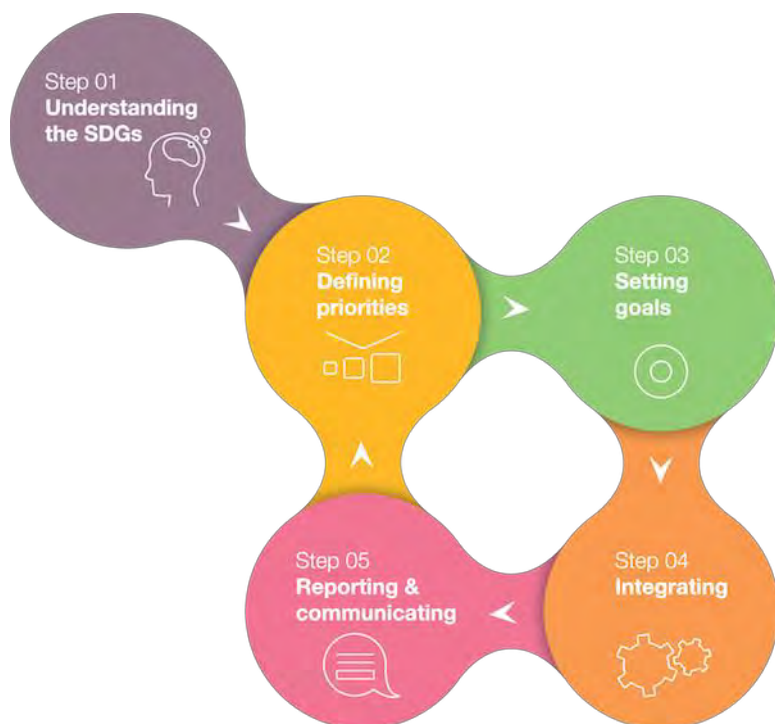 Step 01
Understanding
the SDGs
Step 02
Defining
priorities
Step 03
Setting
goals
Step 04
Integrating
Step 05
Reporting &
communicating